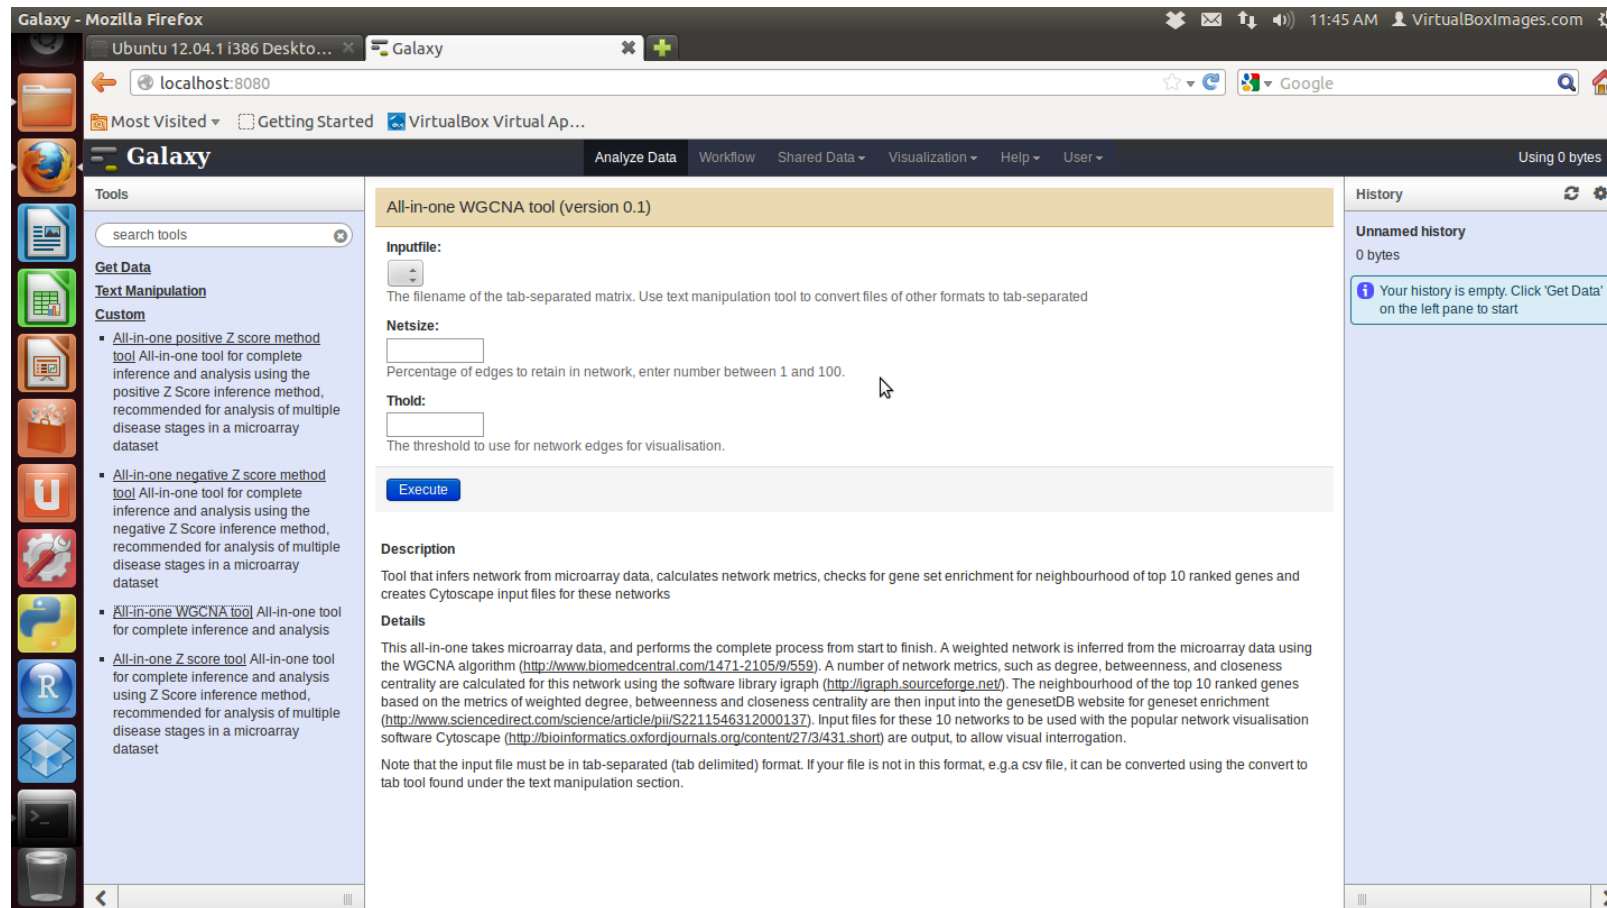 Galaxy - Mozilla Firefox
11:45 AM
VirtualBoxImages.com
Ubuntu 12.04.1 i386 Deskto...
Galaxy
localhost:8080
Google
Most Visited
Getting Started
VirtualBox Virtual Ap...
Galaxy
Analyze Data
Workflow
Shared Data
Visualization
Help
User
Using 0 bytes
Tools
search tools
Get Data
Text Manipulation
Custom
All-in-one positive Z score method
tool All-in-one tool for complete
inference and analysis using the
positive Z Score inference method,
recommended for analysis of multiple
disease stages in a microarray
dataset
All-in-one negative Z score method
tool All-in-one tool for complete
inference and analysis using the
negative Z Score inference method,
recommended for analysis of multiple
disease stages in a microarray
dataset
All-in-one WGCNA tool All-in-one tool
for complete inference and analysis
All-in-one Z score tool All-in-one tool
for complete inference and analysis
using Z Score inference method,
recommended for analysis of multiple
disease stages in a microarray
dataset
All-in-one WGCNA tool (version 0.1)
Inputfile:
The filename of the tab-separated matrix. Use text manipulation tool to convert files of other formats to tab-separated
Netsize:
Percentage of edges to retain in network, enter number between 1 and 100.
Thold:
The threshold to use for network edges for visualisation.
Execute
Description
Tool that infers network from microarray data, calculates network metrics, checks for gene set enrichment for neighbourhood of top 10 ranked genes and
creates Cytoscape input files for these networks
Details
This all-in-one takes microarray data, and performs the complete process from start to finish. A weighted network is inferred from the microarray data using
the WGCNA algorithm (http://www.biomedcentral.com/1471-2105/9/559). A number of network metrics, such as degree, betweenness, and closeness
centrality are calculated for this network using the software library igraph (http://igraph.sourceforge.net/). The neighbourhood of the top 10 ranked genes
based on the metrics of weighted degree, betweenness and closeness centrality are then input into the genesetDB website for geneset enrichment
(http://www.sciencedirect.com/science/article/pii/S2211546312000137). Input files for these 10 networks to be used with the popular network visualisation
software Cytoscape (http://bioinformatics.oxfordjournals.org/content/27/3/431.short) are output, to allow visual interrogation.
Note that the input file must be in tab-separated (tab delimited) format. If your file is not in this format, e.g.a csv file, it can be converted using the convert to
tab tool found under the text manipulation section.
History
Unnamed history
0 bytes
Your history is empty. Click 'Get Data'
on the left pane to start